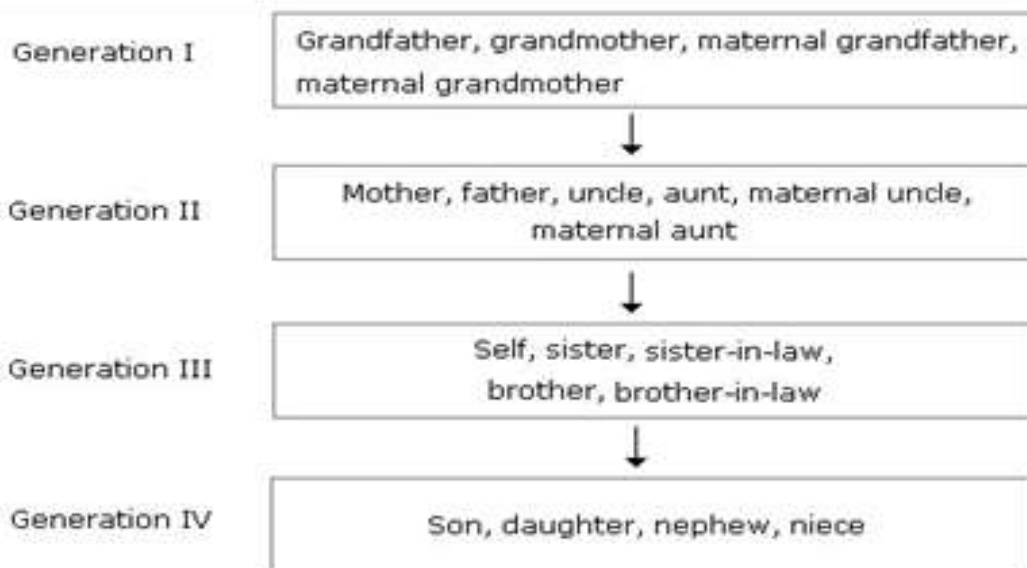 Generation I
Grandfather, grandmother, maternal grandfather,
maternal grandmother
Generation II
Mother, father, uncle, aunt, maternal uncle,
maternal aunt
Generation III
Self, sister, sister-in-law,
brother, brother-in-law
Generation IV
Son, daughter, nephew, niece